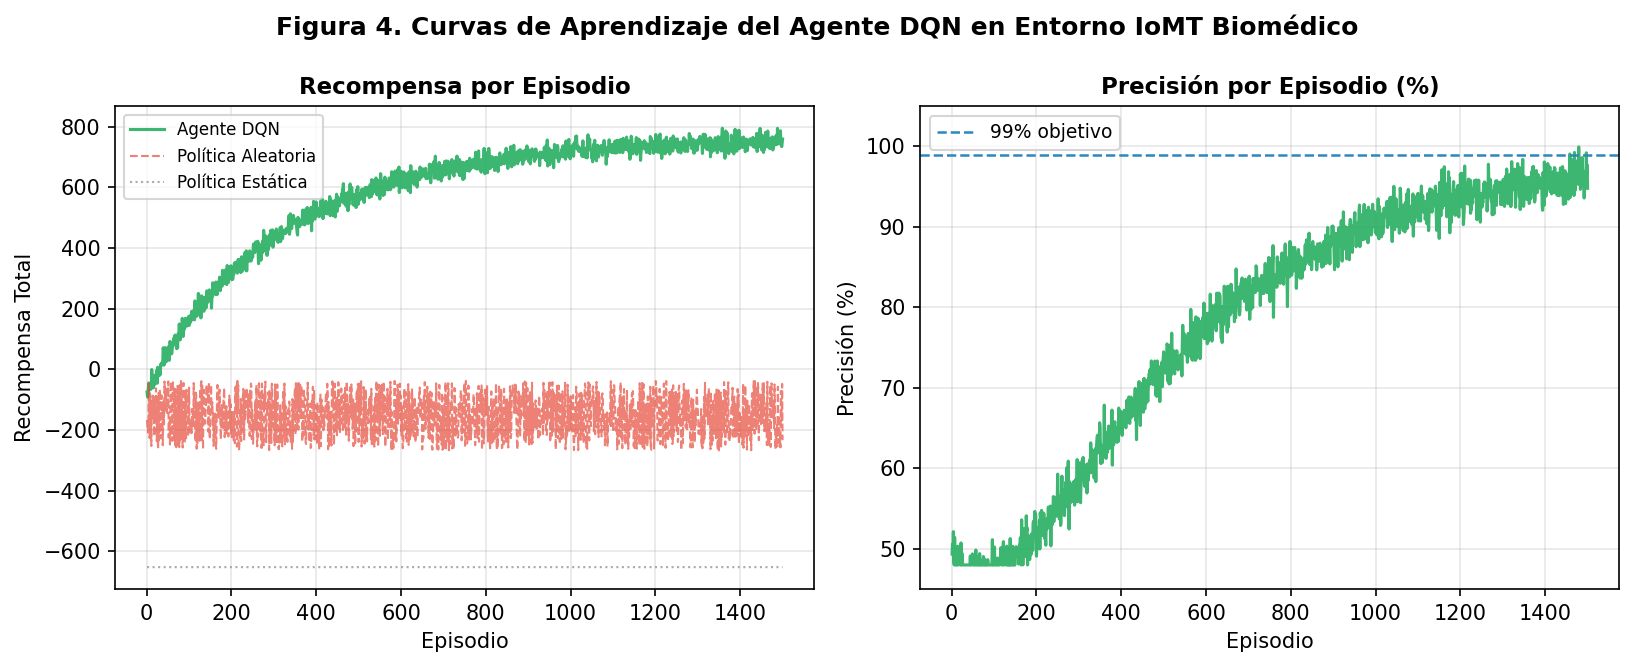 Figura 4. Curvas de Aprendizaje del Agente DQN en Entorno IoMT Biomédico
Recompensa por Episodio
Agente DQN
Política Aleatoria
Política Estática
800
600
400
200
0
−200
−400
−600
Recompensa Total
0 200 400 600 800 1000 1200 1400
Episodio
Precisión por Episodio (%)
99% objetivo
100
90
80
70
60
50
Precisión (%)
0 200 400 600 800 1000 1200 1400
Episodio